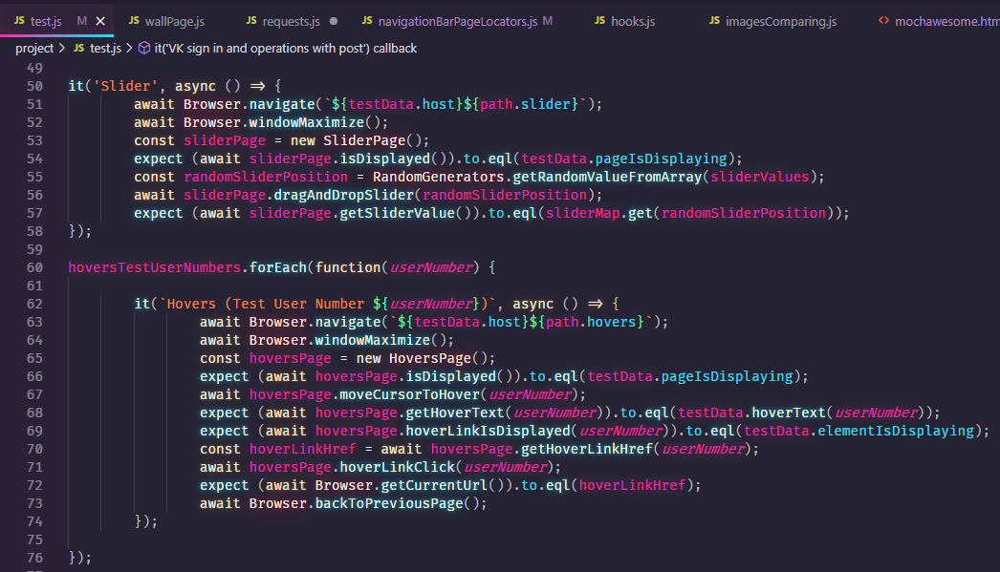 JS test.js M × JS wallPage.js JS requests.js ● JS navigationBarPageLocators.js M JS hooks.js JS imagesComparing.js <> mochawesome.htm
project > JS test.js > it('VK sign in and operations with post') callback
49
50 it('Slider', async () => {
51 await Browser.navigate(`${testData.host}${path.slider}`);
52 await Browser.windowMaximize();
53 const sliderPage = new SliderPage();
54 expect (await sliderPage.isDisplayed()).to.eql(testData.pageIsDisplaying);
55 const randomSliderPosition = RandomGenerators.getRandomValueFromArray(sliderValues);
56 await sliderPage.dragAndDropSlider(randomSliderPosition);
57 expect (await sliderPage.getSliderValue()).to.eql(sliderMap.get(randomSliderPosition));
58 });
59
60 hoversTestUserNumbers.forEach(function(userNumber) {
61
62 it(`Hovers (Test User Number ${userNumber})`, async () => {
63 await Browser.navigate(`${testData.host}${path.hovers}`);
64 await Browser.windowMaximize();
65 const hoversPage = new HoversPage();
66 expect (await hoversPage.isDisplayed()).to.eql(testData.pageIsDisplaying);
67 await hoversPage.moveCursorToHover(userNumber);
68 expect (await hoversPage.getHoverText(userNumber)).to.eql(testData.hoverText(userNumber));
69 expect (await hoversPage.hoverLinkIsDisplayed(userNumber)).to.eql(testData.elementIsDisplaying);
70 const hoverLinkHref = await hoversPage.getHoverLinkHref(userNumber);
71 await hoversPage.hoverLinkClick(userNumber);
72 expect (await Browser.getCurrentUrl()).to.eql(hoverLinkHref);
73 await Browser.backToPreviousPage();
74 });
75
76 });